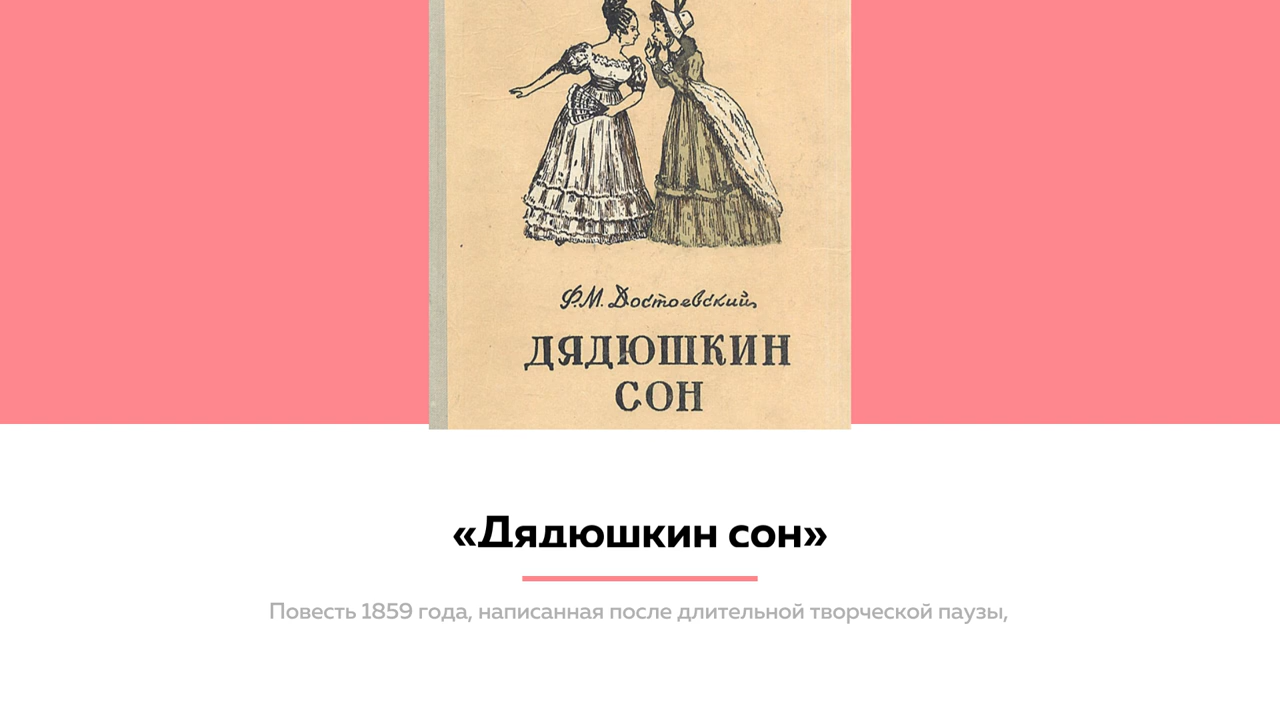 Ф.М. Достоевский
ДЯДЮШКИН
СОН
«Дядюшкин сон»
Повесть 1859 года, написанная после длительной творческой паузы,